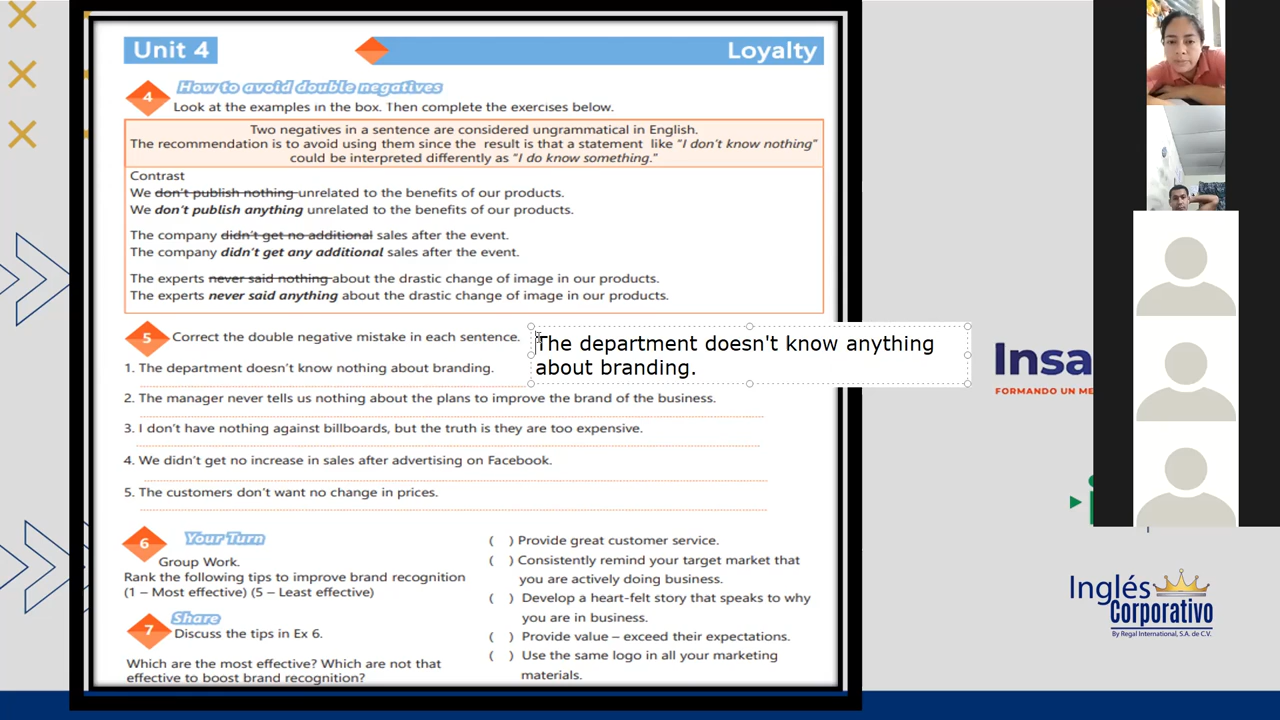 Unit 4
Loyalty
4
How to avoid double negatives
Look at the examples in the box. Then complete the exercises below.
Two negatives in a sentence are considered ungrammatical in English.
The recommendation is to avoid using them since the result is that a statement like "I don't know nothing"
could be interpreted differently as "I do know something."
Contrast
We don't publish nothing unrelated to the benefits of our products.
We don't publish anything unrelated to the benefits of our products.
The company didn't get no additional sales after the event.
The company didn't get any additional sales after the event.
The experts never said nothing about the drastic change of image in our products.
The experts never said anything about the drastic change of image in our products.
5
Correct the double negative mistake in each sentence.
1. The department doesn't know nothing about branding.
The department doesn't know anything
about branding.
2. The manager never tells us nothing about the plans to improve the brand of the business.
3. I don't have nothing against billboards, but the truth is they are too expensive.
4. We didn't get no increase in sales after advertising on Facebook.
5. The customers don't want no change in prices.
6
Your Turn
Group Work.
Rank the following tips to improve brand recognition
(1 – Most effective) (5 – Least effective)
7
Share
Discuss the tips in Ex 6.
Which are the most effective? Which are not that
effective to boost brand recognition?
( ) Provide great customer service.
( ) Consistently remind your target market that
you are actively doing business.
( ) Develop a heart-felt story that speaks to why
you are in business.
( ) Provide value – exceed their expectations.
( ) Use the same logo in all your marketing
materials.
Insa
FORMANDO UN ME
Inglés
Corporativo
By Regal International, S.A. de C.V.